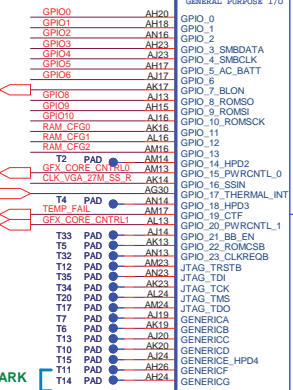 GENERAL PURPOSE I/O
GPIO0 AH20 GPIO_0
GPIO1 AH18 GPIO_1
GPIO2 AN16 GPIO_2
GPIO3 AH23 GPIO_3_SMBDATA
GPIO4 AJ23 GPIO_4_SMBCLK
GPIO5 AH17 GPIO_5_AC_BATT
GPIO6 AJ17 GPIO_6
AK17 GPIO_7_BLON
GPIO8 AJ13 GPIO_8_ROMSO
GPIO9 AH15 GPIO_9_ROMSI
GPIO10 AJ16 GPIO_10_ROMSCK
RAM_CFG0 AK16 GPIO_11
RAM_CFG1 AL16 GPIO_12
RAM_CFG2 AM16 GPIO_13
T2 PAD AM14 GPIO_14_HPD2
GFX_CORE_CNTRL0 AM13 GPIO_15_PWRCNTL_0
CLK_VGA_27M_SS_R AK14 GPIO_16_SSIN
AG30 GPIO_17_THERMAL_INT
T4 PAD AN14 GPIO_18_HPD3
TEMP_FAIL AM17 GPIO_19_CTF
GFX_CORE_CNTRL1 AL13 GPIO_20_PWRCNTL_1
T33 PAD AJ14 GPIO_21_BB_EN
T5 PAD AK13 GPIO_22_ROMCSB
T32 PAD AN13 GPIO_23_CLKREQB
T12 PAD AM23 JTAG_TRSTB
T35 PAD AN23 JTAG_TDI
T34 PAD AK23 JTAG_TCK
T20 PAD AL24 JTAG_TMS
T17 PAD AM24 JTAG_TDO
T7 PAD AJ19 GENERICA
T6 PAD AK19 GENERICB
T13 PAD AJ20 GENERICC
T10 PAD AK20 GENERICD
T15 PAD AJ24 GENERICE_HPD4
T11 PAD AH26 GENERICF
T14 PAD AH24 GENERICG
ARK